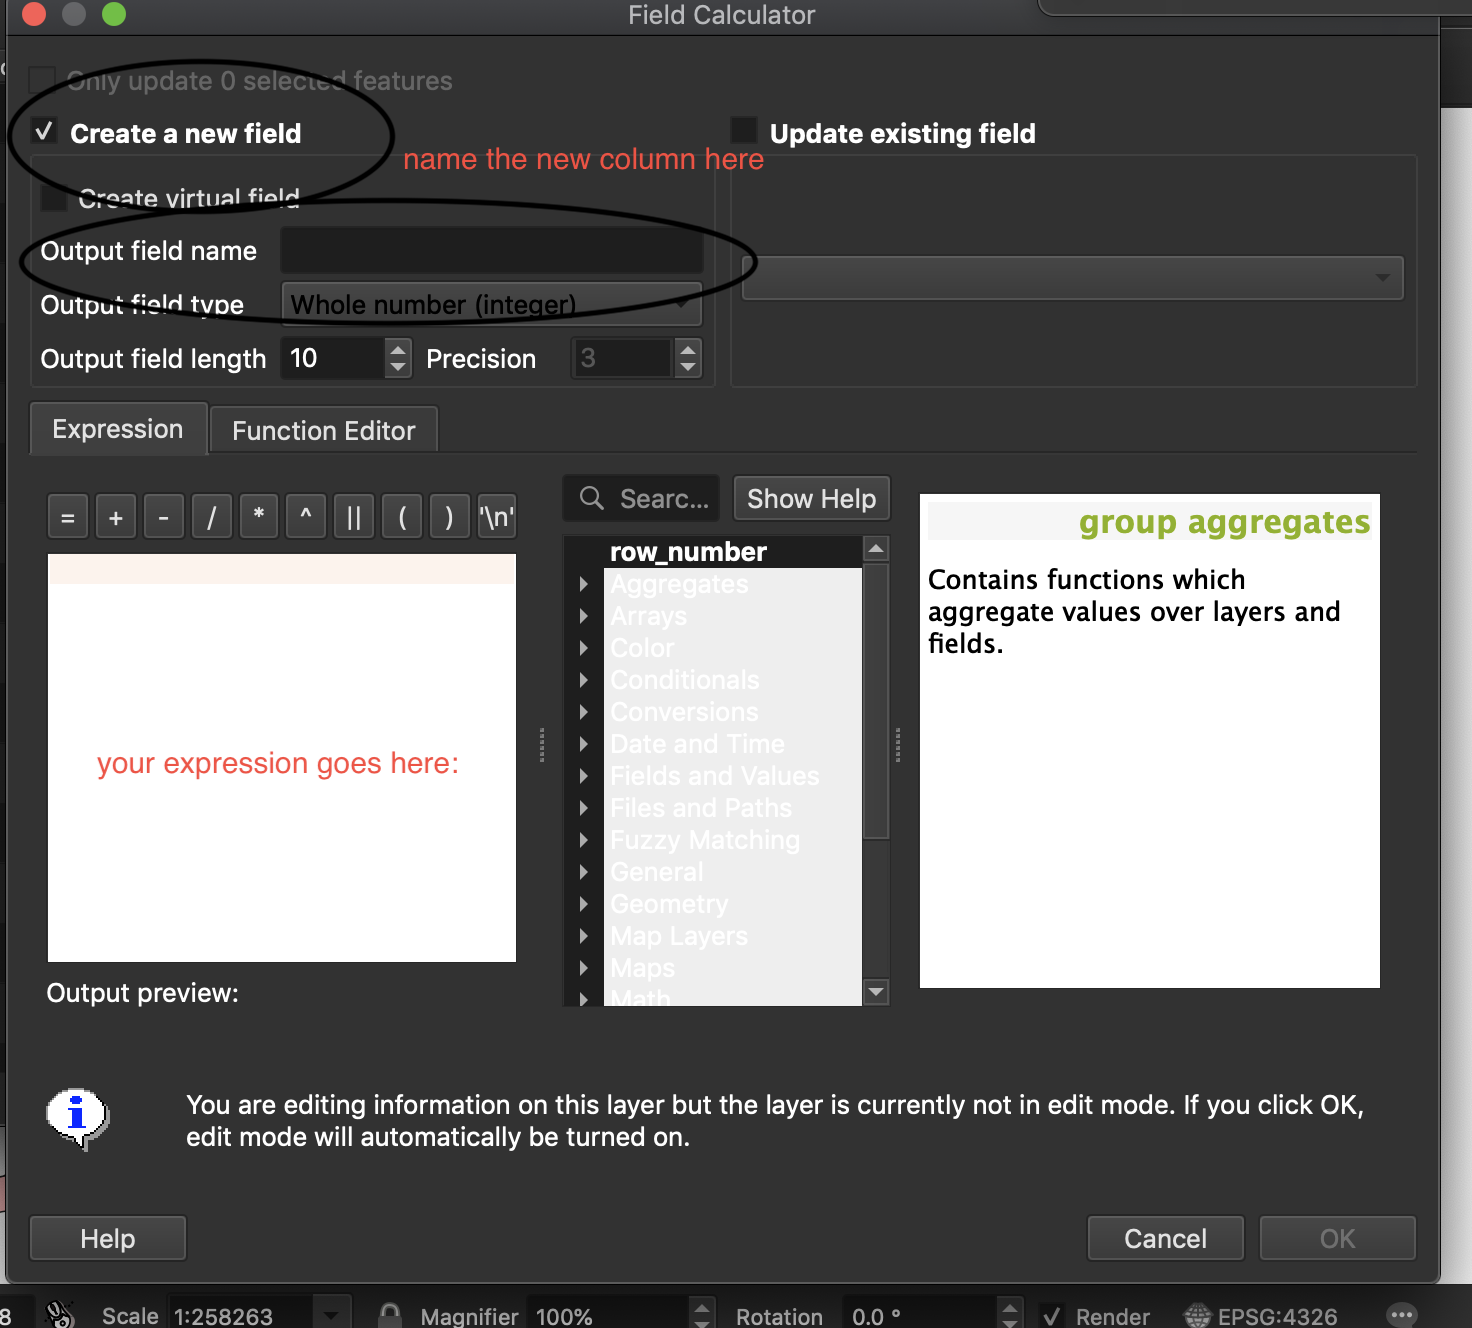 Field Calculator
Only update 0 selected features
Create a new field
Update existing field
name the new column here
Create virtual field
Output field name
Output field type Whole number (integer)
Output field length 10 Precision 3
Expression Function Editor
= + - / * ^ || ( ) '\n'
Searc... Show Help
group aggregates
Contains functions which
aggregate values over layers and
fields.
row_number
Aggregates
Arrays
Color
Conditionals
Conversions
Date and Time
Fields and Values
Files and Paths
Fuzzy Matching
General
Geometry
Map Layers
Maps
Math
your expression goes here:
Output preview:
You are editing information on this layer but the layer is currently not in edit mode. If you click OK,
edit mode will automatically be turned on.
Help Cancel OK
8 Scale 1:258263 Magnifier 100% Rotation 0.0 ° Render EPSG:4326